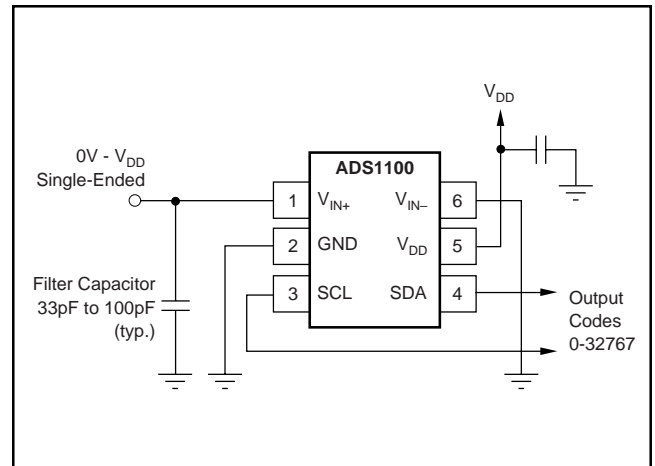 V_DD
0V - V_DD
Single-Ended
ADS1100
1 V_IN+ V_IN– 6
2 GND V_DD 5
3 SCL SDA 4
Filter Capacitor
33pF to 100pF
(typ.)
Output
Codes
0-32767